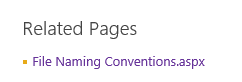 Related Pages
File Naming Conventions.aspx